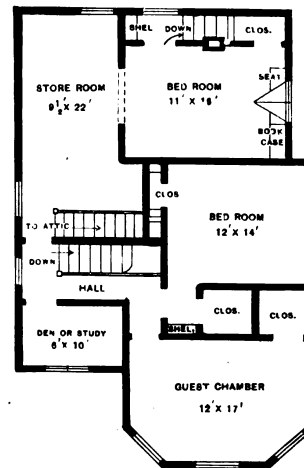 SHEL
DOWN
CLOS.
STORE ROOM
9½' X 22'
BED ROOM
11' X 16'
SEAT
BOOK
CASE
CLOS
BED ROOM
12' X 14'
TO ATTIC
DOWN
HALL
CLOS.
CLOS.
SHEL.
DEN OR STUDY
6' X 10'
GUEST CHAMBER
12' X 17'